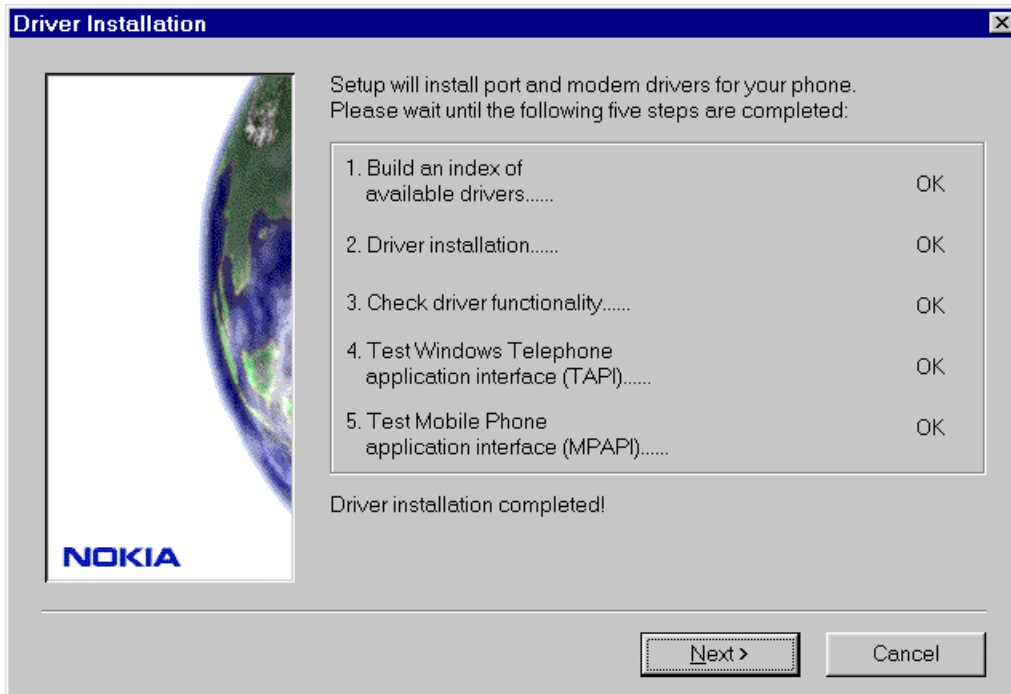 Driver Installation
Setup will install port and modem drivers for your phone.
Please wait until the following five steps are completed:
1. Build an index of
available drivers...... OK
2. Driver installation...... OK
3. Check driver functionality...... OK
4. Test Windows Telephone
application interface (TAPI)...... OK
5. Test Mobile Phone
application interface (MPAPI)...... OK
Driver installation completed!
NOKIA
Next >
Cancel